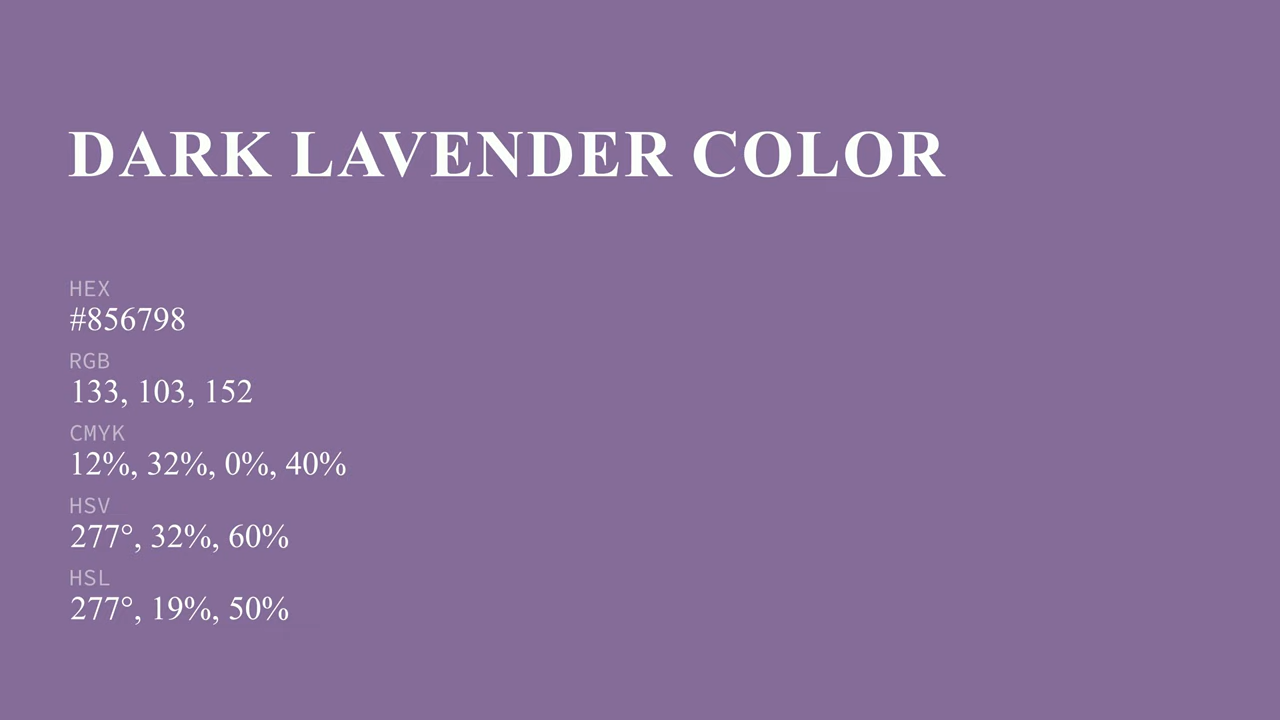 DARK LAVENDER COLOR
HEX
#856798
RGB
133, 103, 152
CMYK
12%, 32%, 0%, 40%
HSV
277°, 32%, 60%
HSL
277°, 19%, 50%